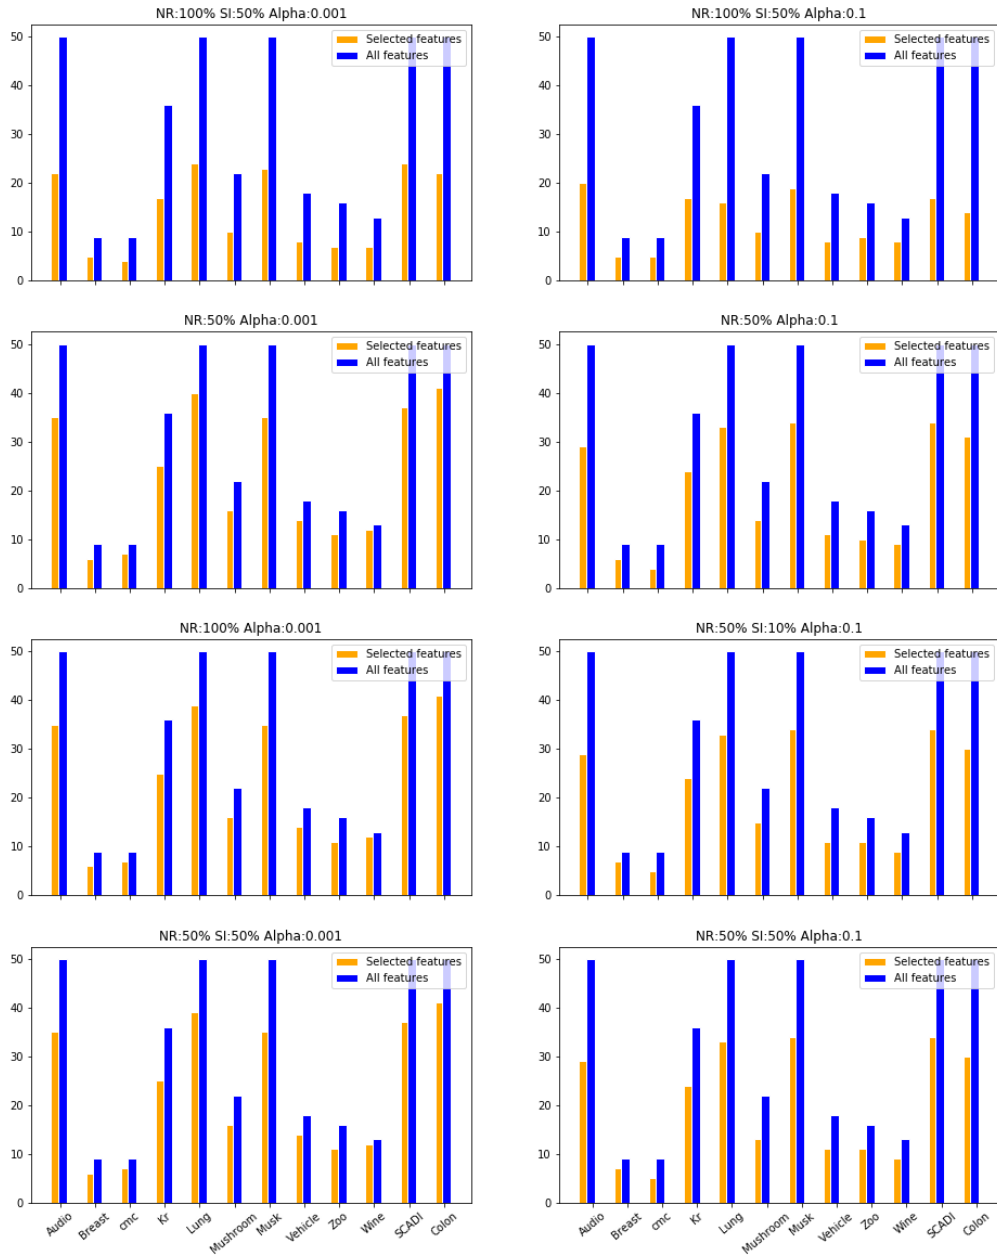 NR:100% SI:50% Alpha:0.001
50
40
30
20
10
0
Selected features
All features
NR:100% SI:50% Alpha:0.1
50
40
30
20
10
0
Selected features
All features
NR:50% Alpha:0.001
50
40
30
20
10
0
Selected features
All features
NR:50% Alpha:0.1
50
40
30
20
10
0
Selected features
All features
NR:100% Alpha:0.001
50
40
30
20
10
0
Selected features
All features
NR:50% SI:10% Alpha:0.1
50
40
30
20
10
0
Selected features
All features
NR:50% SI:50% Alpha:0.001
50
40
30
20
10
0
Selected features
All features
Audio Breast cmc Kr Lung Mushroom Musk Vehicle Zoo Wine SCADI Colon
NR:50% SI:50% Alpha:0.1
50
40
30
20
10
0
Selected features
All features
Audio Breast cmc Kr Lung Mushroom Musk Vehicle Zoo Wine SCADI Colon